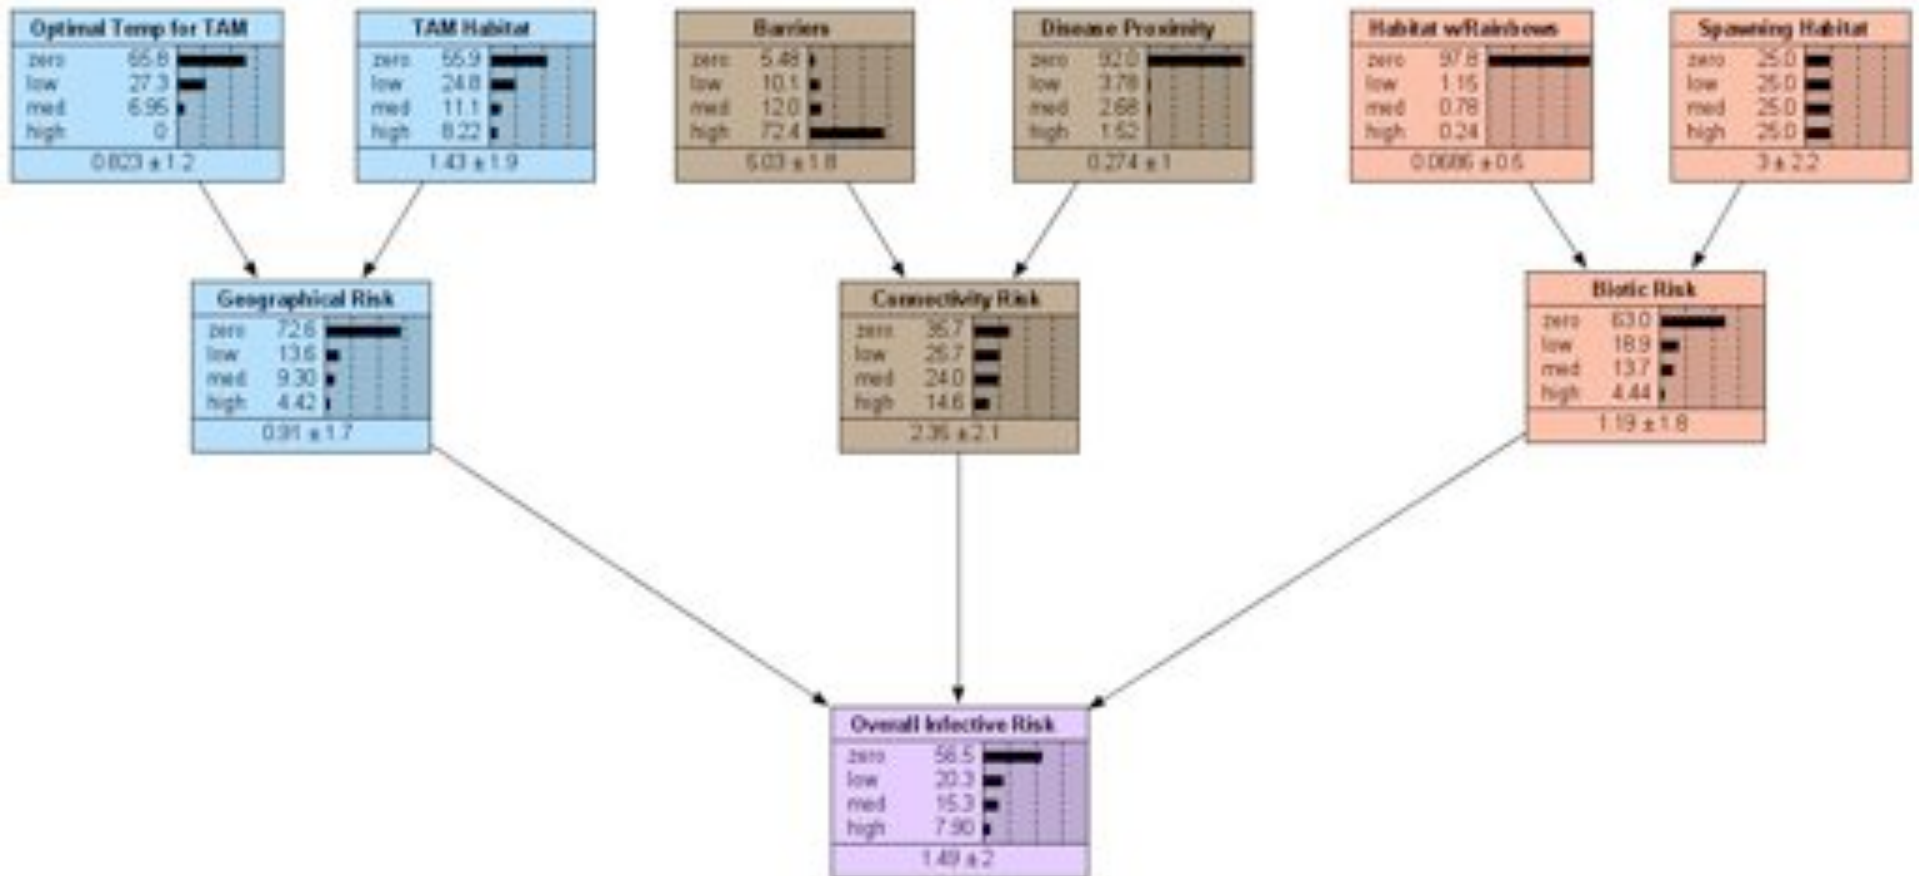 Optimal Temp for TAM
zero 65.8
low 27.3
med 6.95
high 0
0.823 ± 1.2
TAM Habitat
zero 55.9
low 24.8
med 11.1
high 8.22
1.43 ± 1.9
Barriers
zero 5.48
low 10.1
med 12.0
high 72.4
5.03 ± 1.8
Disease Proximity
zero 92.0
low 3.78
med 2.68
high 1.52
0.274 ± 1
Habitat w/Rainbows
zero 97.8
low 1.15
med 0.78
high 0.24
0.0686 ± 0.5
Spawning Habitat
zero 25.0
low 25.0
med 25.0
high 25.0
3 ± 2.2
Geographical Risk
zero 72.6
low 13.6
med 9.30
high 4.42
0.91 ± 1.7
Connectivity Risk
zero 35.7
low 25.7
med 24.0
high 14.6
2.35 ± 2.1
Biotic Risk
zero 63.0
low 18.9
med 13.7
high 4.44
1.19 ± 1.8
Overall Infective Risk
zero 56.5
low 20.3
med 15.3
high 7.90
1.49 ± 2